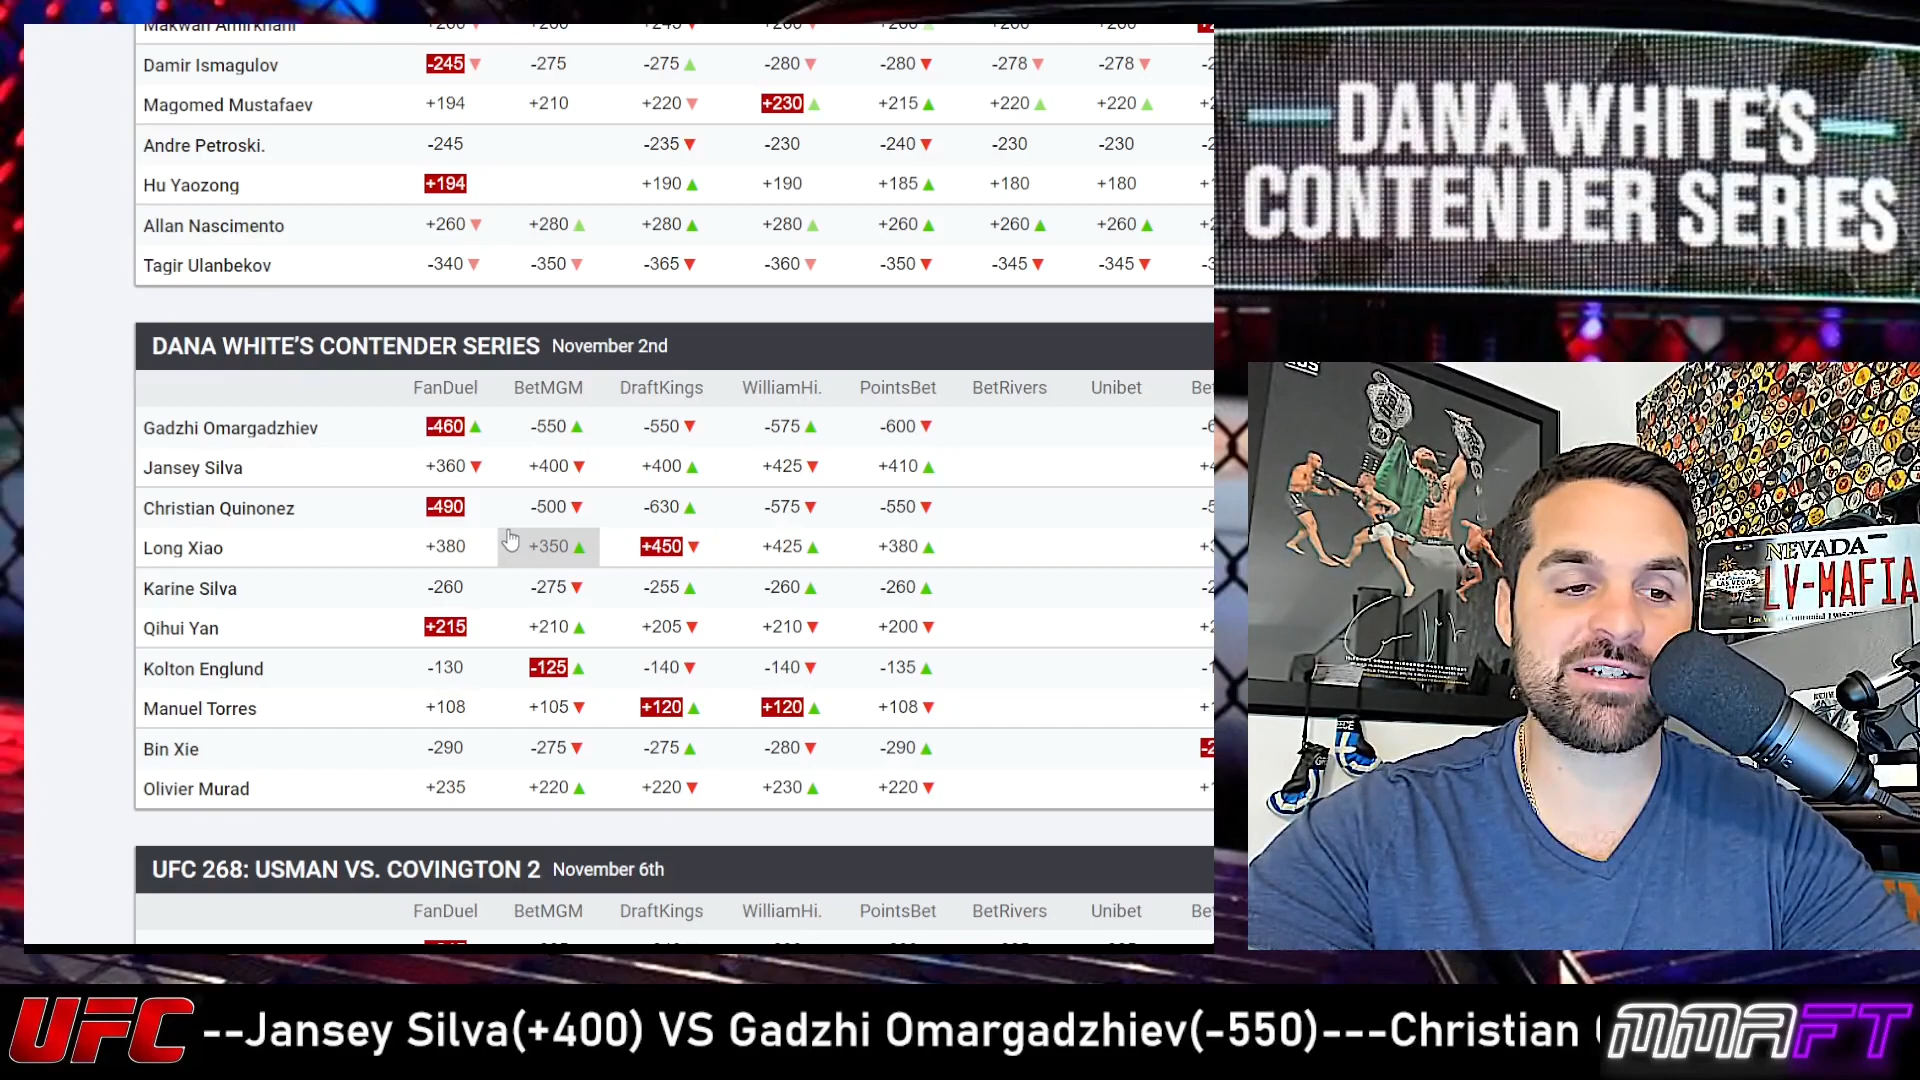 Makwan Amirkhani
Damir Ismagulov -245 -275 -275 -280 -280 -278 -278
Magomed Mustafaev +194 +210 +220 +230 +215 +220 +220
Andre Petroski. -245 -235 -230 -240 -230 -230
Hu Yaozong +194 +190 +190 +185 +180 +180
Allan Nascimento +260 +280 +280 +280 +260 +260 +260
Tagir Ulanbekov -340 -350 -365 -360 -350 -345 -345
DANA WHITE'S CONTENDER SERIES November 2nd
FanDuel BetMGM DraftKings WilliamHi. PointsBet BetRivers Unibet
Gadzhi Omargadzhiev -460 -550 -550 -575 -600
Jansey Silva +360 +400 +400 +425 +410
Christian Quinonez -490 -500 -630 -575 -550
Long Xiao +380 +350 +450 +425 +380
Karine Silva -260 -275 -255 -260 -260
Qihui Yan +215 +210 +205 +210 +200
Kolton Englund -130 -125 -140 -140 -135
Manuel Torres +108 +105 +120 +120 +108
Bin Xie -290 -275 -275 -280 -290
Olivier Murad +235 +220 +220 +230 +220
UFC 268: USMAN VS. COVINGTON 2 November 6th
FanDuel BetMGM DraftKings WilliamHi. PointsBet BetRivers Unibet
DANA WHITE'S
CONTENDER SERIES
NEVADA
LV-MAFIA
UFC --Jansey Silva(+400) VS Gadzhi Omargadzhiev(-550)---Christian MMAFT